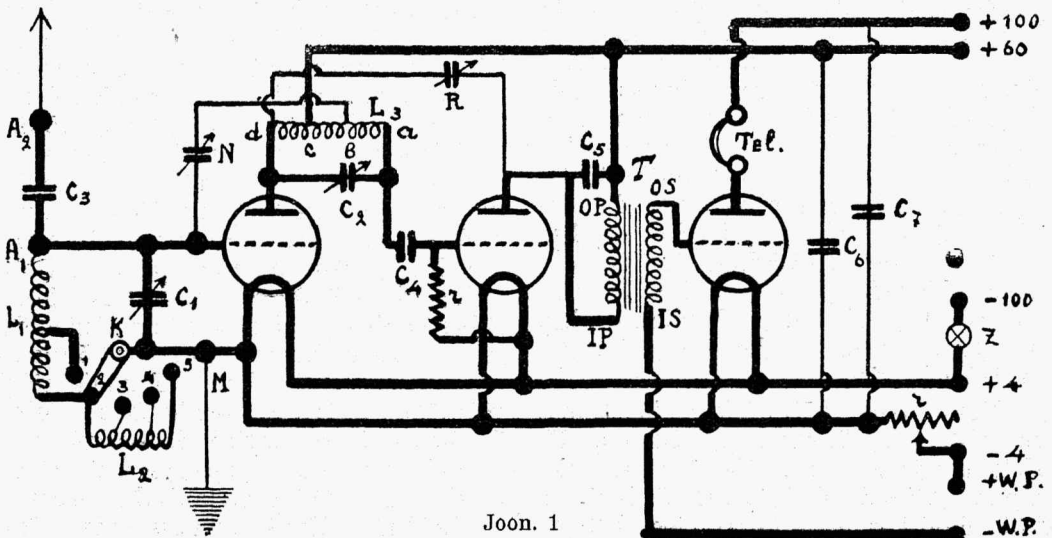 +100
+60
A₂
C₃
A₁
L₁
K
C₁
1
2
3
4
5
L₂
M
N
R
L₃
d
c
b
a
C₂
C₄
r
C₅
T
OP
OS
IP
IS
Tel.
C₆
C₇
-100
Z
+4
r
-4
+W.P.
-W.P.
Joon. 1